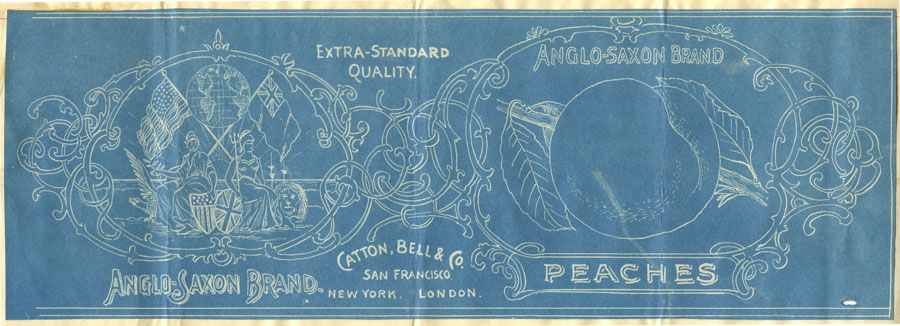 EXTRA-STANDARD
QUALITY.
ANGLO-SAXON BRAND.
CATTON, BELL & Co.
SAN FRANCISCO
NEW YORK. LONDON.
ANGLO-SAXON BRAND
PEACHES